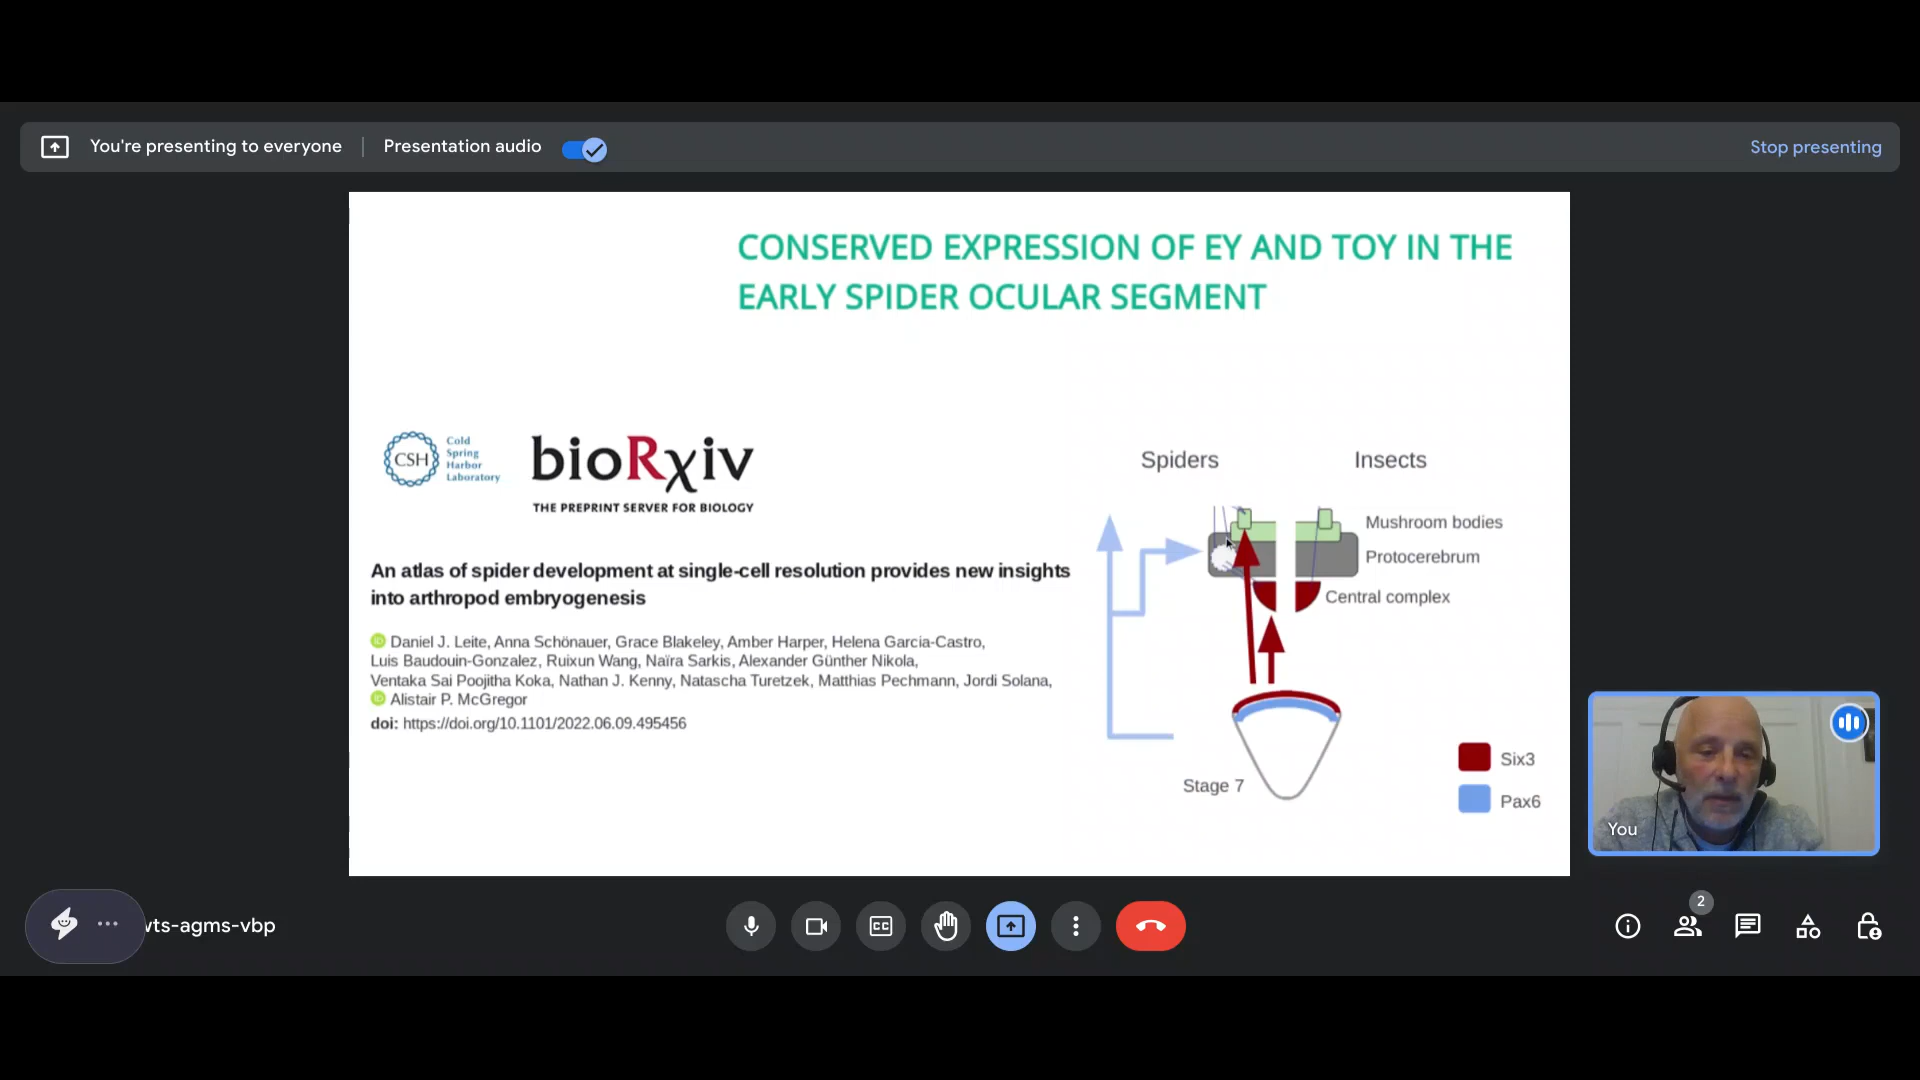 You're presenting to everyone
Presentation audio
Stop presenting
CONSERVED EXPRESSION OF EY AND TOY IN THE
EARLY SPIDER OCULAR SEGMENT
CSH
Cold
Spring
Harbor
Laboratory
bioRχiv
THE PREPRINT SERVER FOR BIOLOGY
An atlas of spider development at single-cell resolution provides new insights
into arthropod embryogenesis
iD Daniel J. Leite, Anna Schönauer, Grace Blakeley, Amber Harper, Helena Garcia-Castro,
Luis Baudouin-Gonzalez, Ruixun Wang, Naïra Sarkis, Alexander Günther Nikola,
Ventaka Sai Poojitha Koka, Nathan J. Kenny, Natascha Turetzek, Matthias Pechmann, Jordi Solana,
iD Alistair P. McGregor
doi: https://doi.org/10.1101/2022.06.09.495456
Spiders
Insects
Mushroom bodies
Protocerebrum
Central complex
Stage 7
Six3
Pax6
You
vts-agms-vbp
CC
2